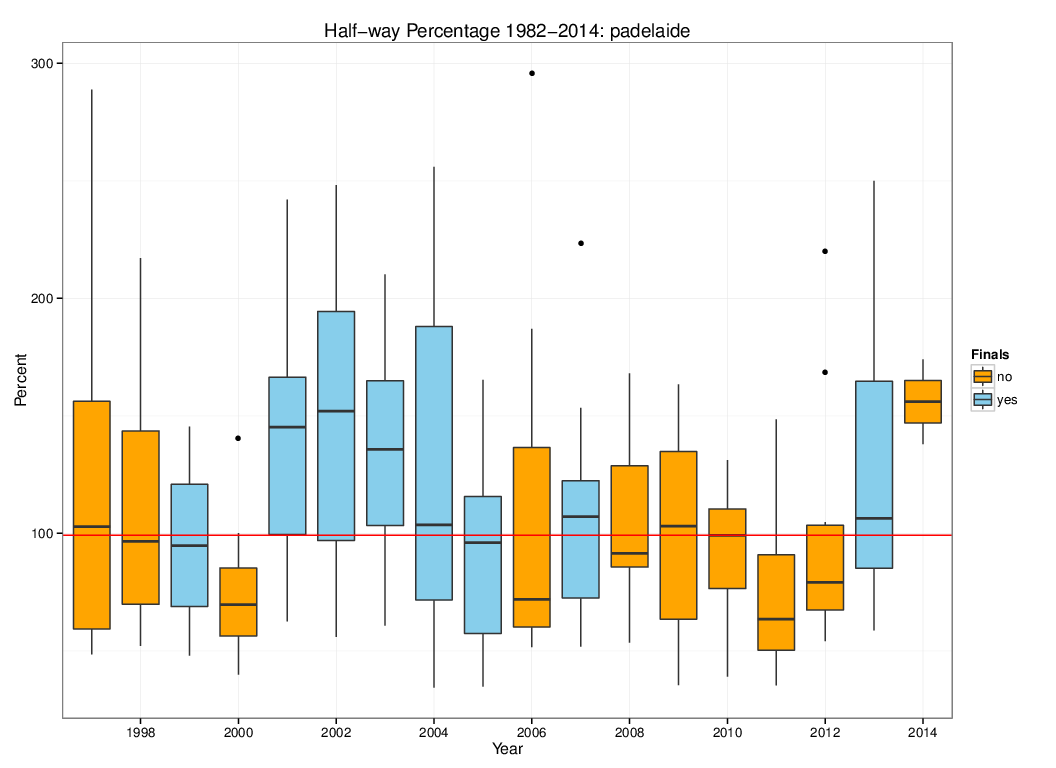 Half−way Percentage 1982−2014: padelaide
300
200
100
Percent
1998 2000 2002 2004 2006 2008 2010 2012 2014
Year
Finals
no
yes